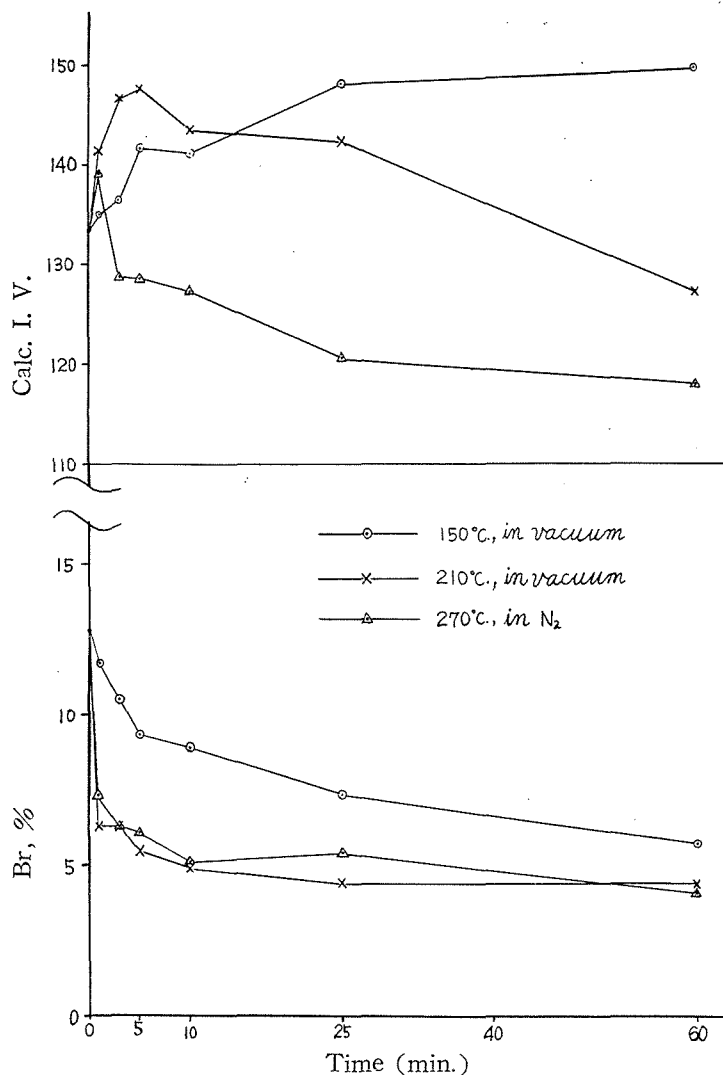 150
140
130
120
110
Calc. I. V.
150°C., in vacuum
210°C., in vacuum
270°C., in N₂
15
10
5
0
Br, %
0 5 10 25 40 60
Time (min.)